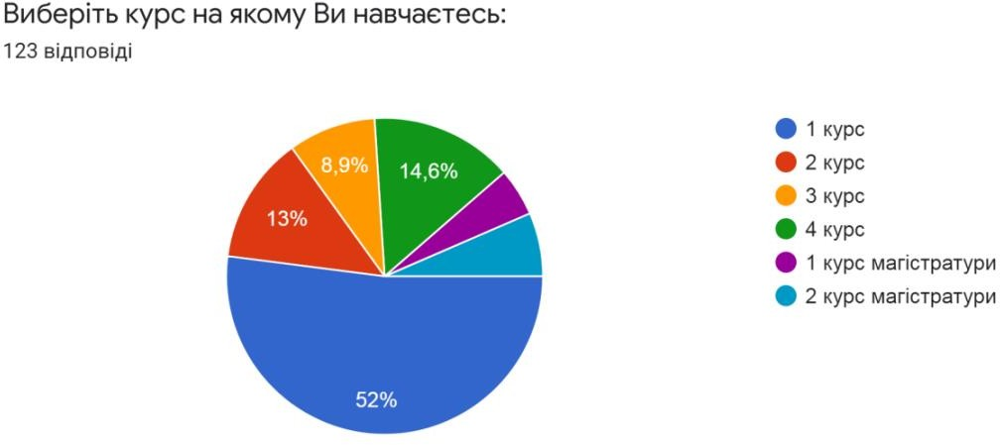 Виберіть курс на якому Ви навчаєтесь:
123 відповіді
8,9%
14,6%
13%
52%
1 курс
2 курс
3 курс
4 курс
1 курс магістратури
2 курс магістратури